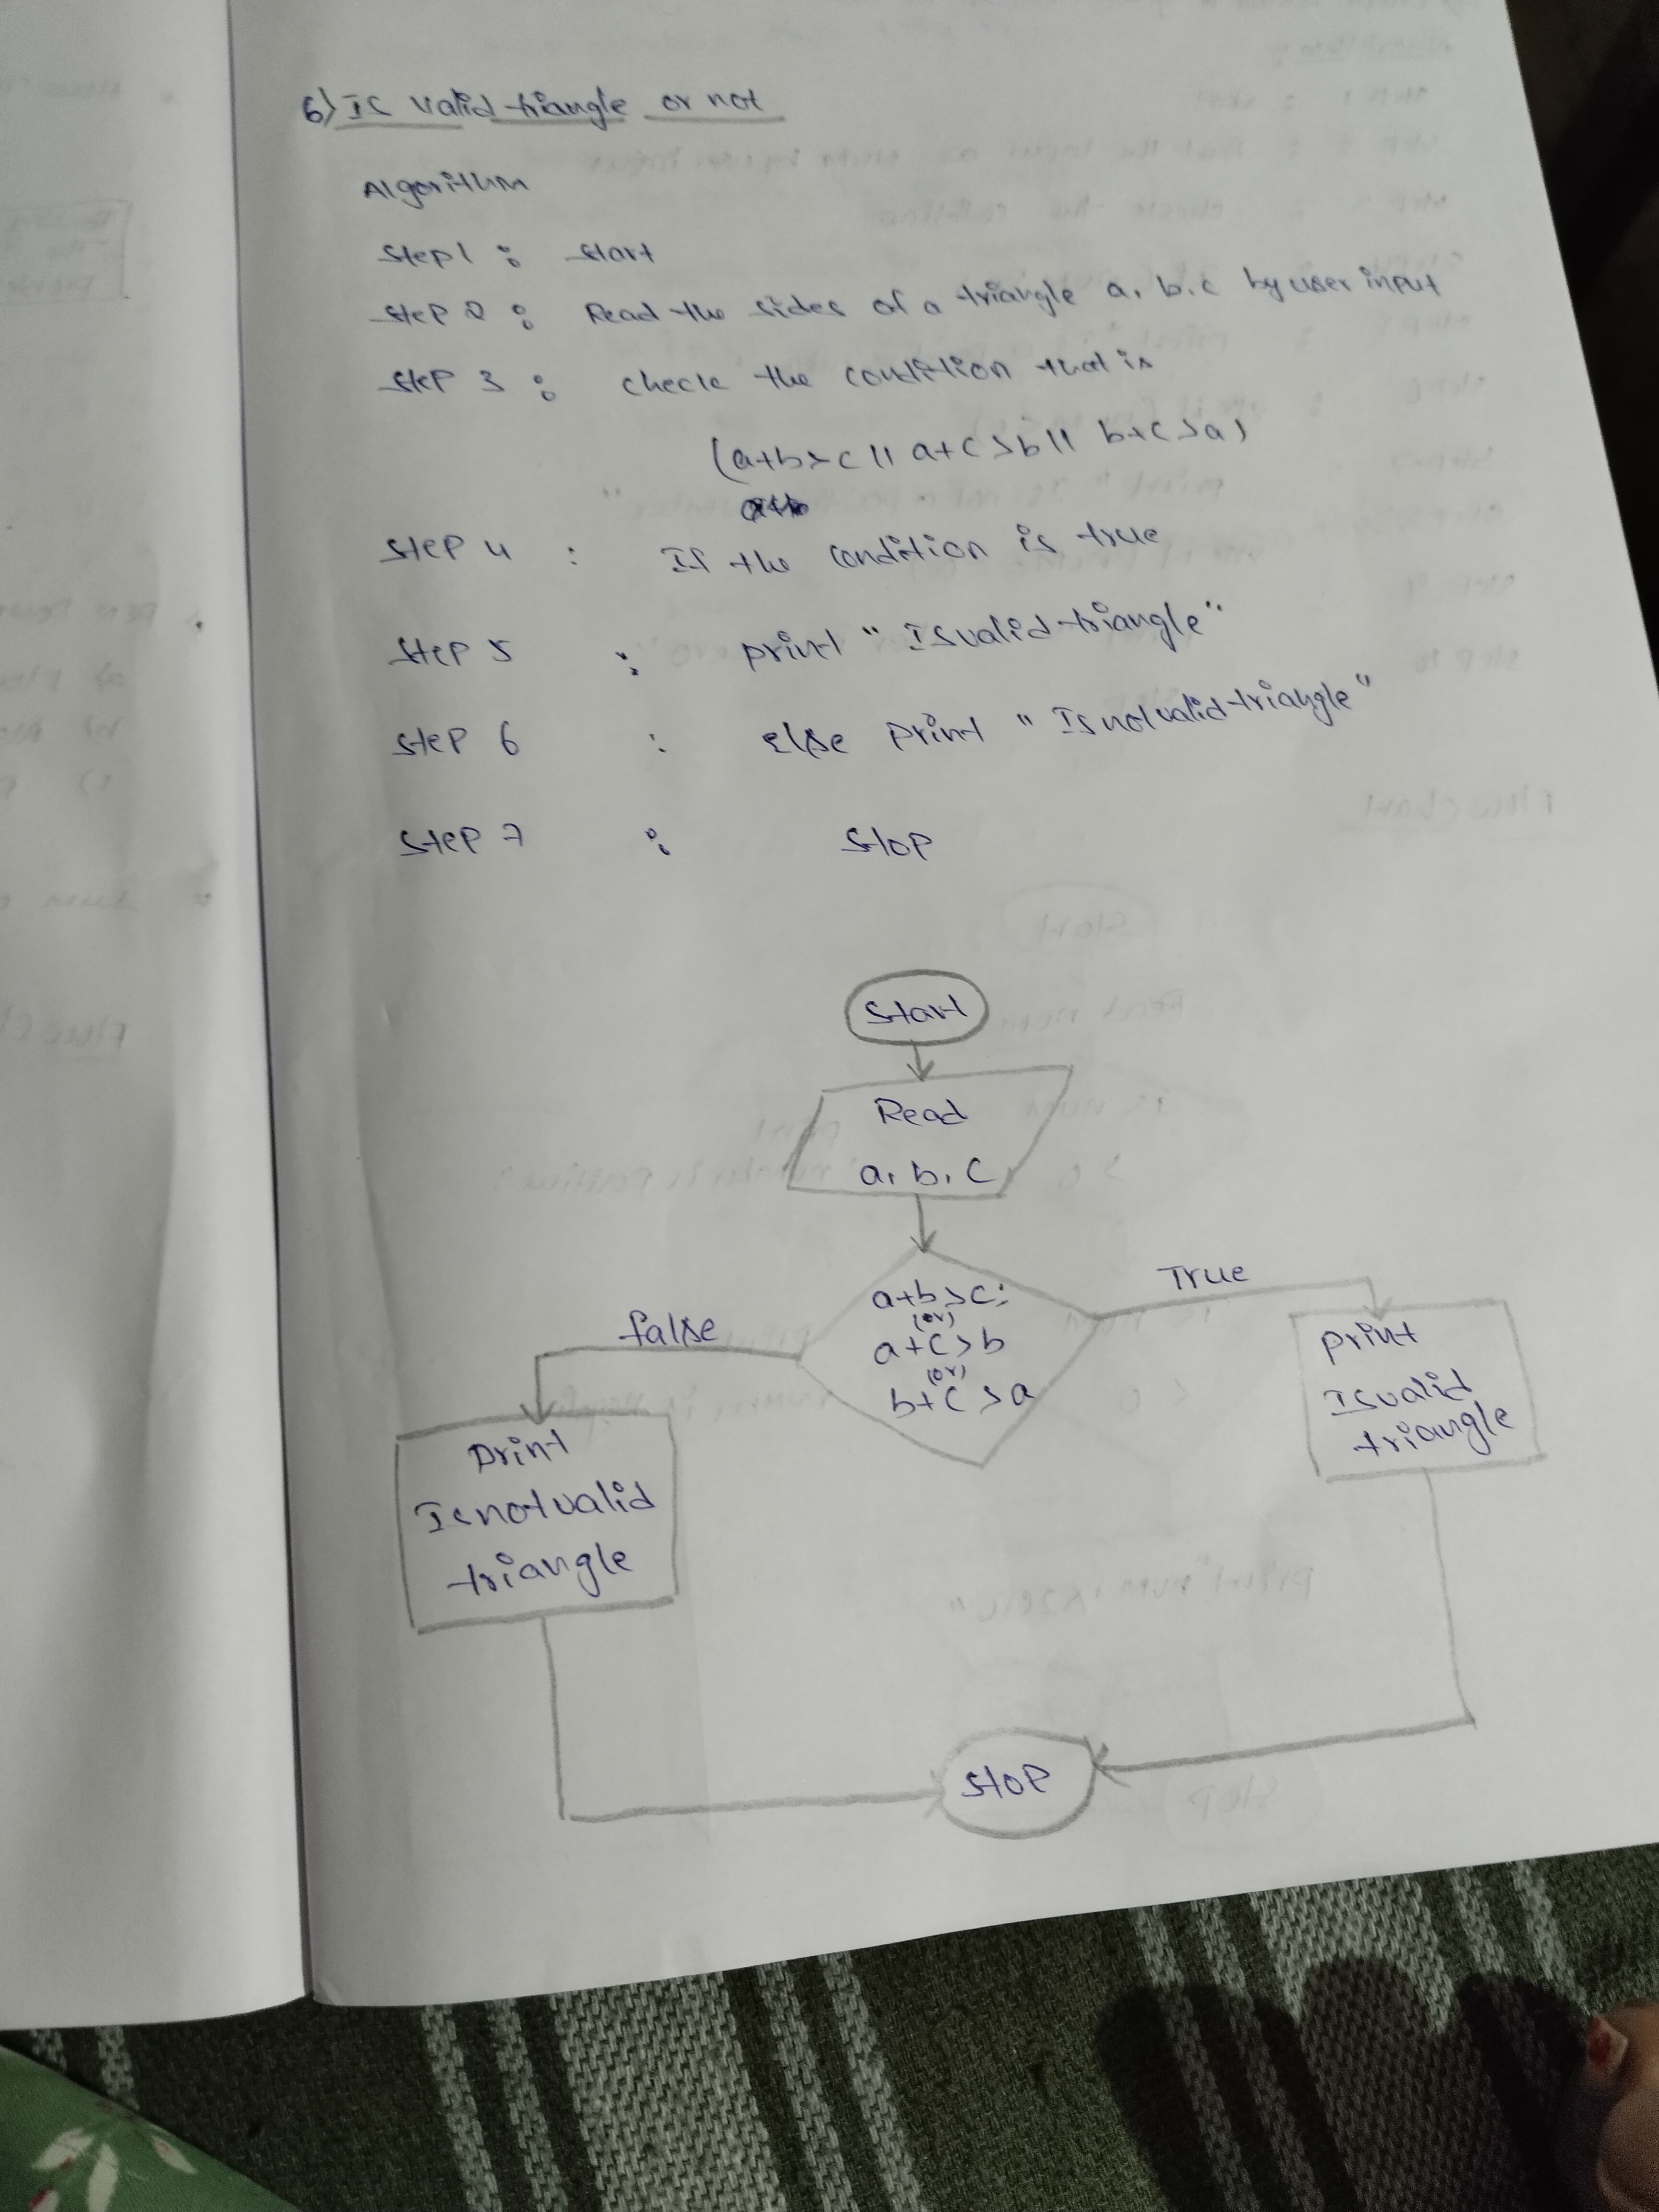 6) Is valid triangle or not
Algorithm
Step 1 : Start
Step 2 : Read the sides of a triangle a, b, c by user input
Step 3 : check the condition that is
(a+b>c || a+c>b || b+c>a)
Step 4 : If the condition is true
Step 5 : print "Is valid triangle"
Step 6 : else print "Is not valid triangle"
Step 7 : Stop
Start
Read
a, b, c
a+b>c;
(or)
a+c>b
(or)
b+c>a
True
false
print
Is valid
triangle
print
Is not valid
triangle
Stop